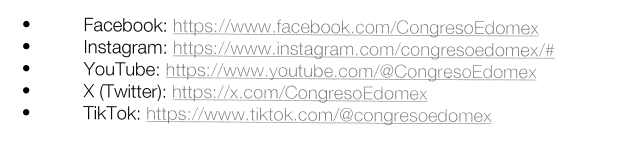 • Facebook: https://www.facebook.com/CongresoEdomex
• Instagram: https://www.instagram.com/congresoedomex/#
• YouTube: https://www.youtube.com/@CongresoEdomex
• X (Twitter): https://x.com/CongresoEdomex
• TikTok: https://www.tiktok.com/@congresoedomex